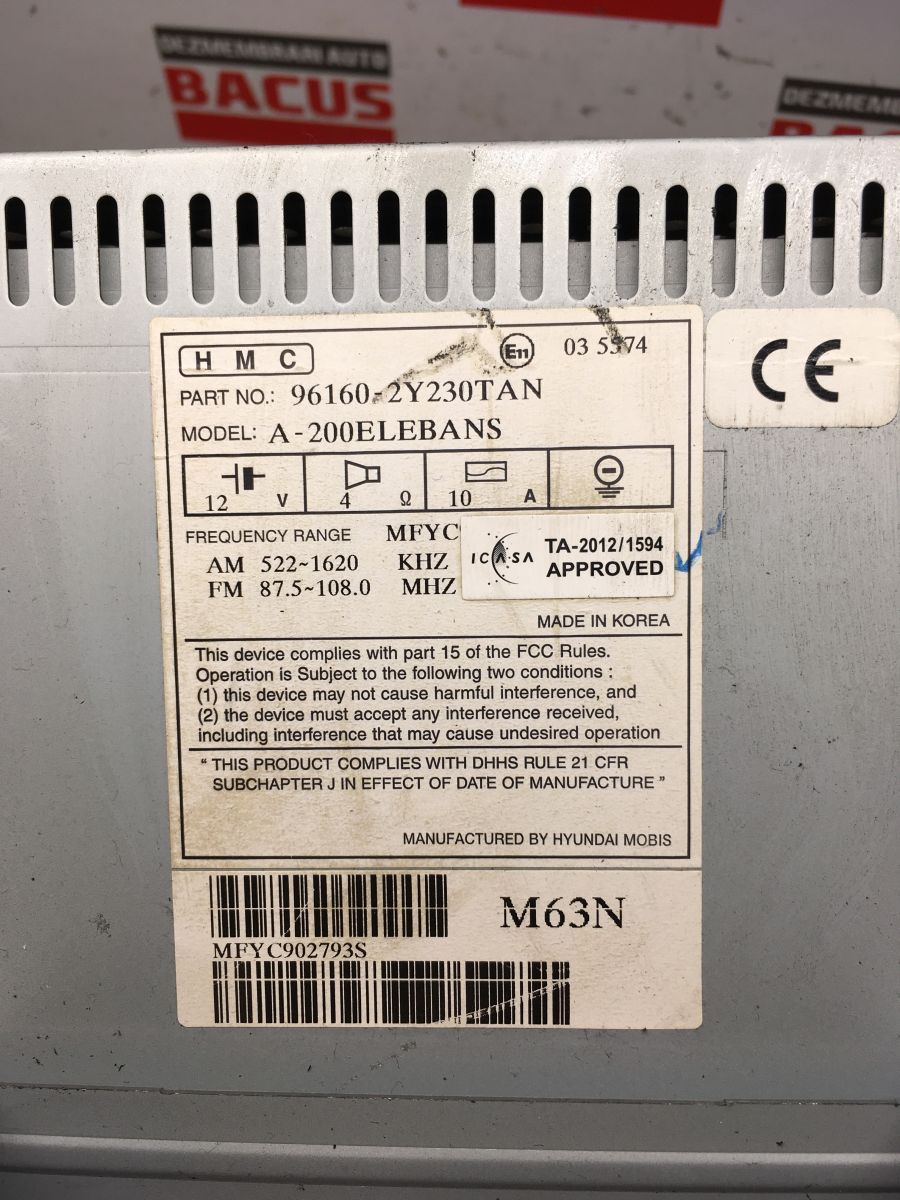 DEZMEMBRARI AUTO
BACUS
DEZMEM
BACUS
H M C
E11
03 5574
CE
PART NO.: 96160-2Y230TAN
MODEL: A-200ELEBANS
12 V
4 Ω
10 A
FREQUENCY RANGE MFYC
AM 522~1620 KHZ
FM 87.5~108.0 MHZ
ICASA
TA-2012/1594
APPROVED
MADE IN KOREA
This device complies with part 15 of the FCC Rules.
Operation is Subject to the following two conditions :
(1) this device may not cause harmful interference, and
(2) the device must accept any interference received,
including interference that may cause undesired operation
“ THIS PRODUCT COMPLIES WITH DHHS RULE 21 CFR
SUBCHAPTER J IN EFFECT OF DATE OF MANUFACTURE ”
MANUFACTURED BY HYUNDAI MOBIS
M63N
MFYC902793S